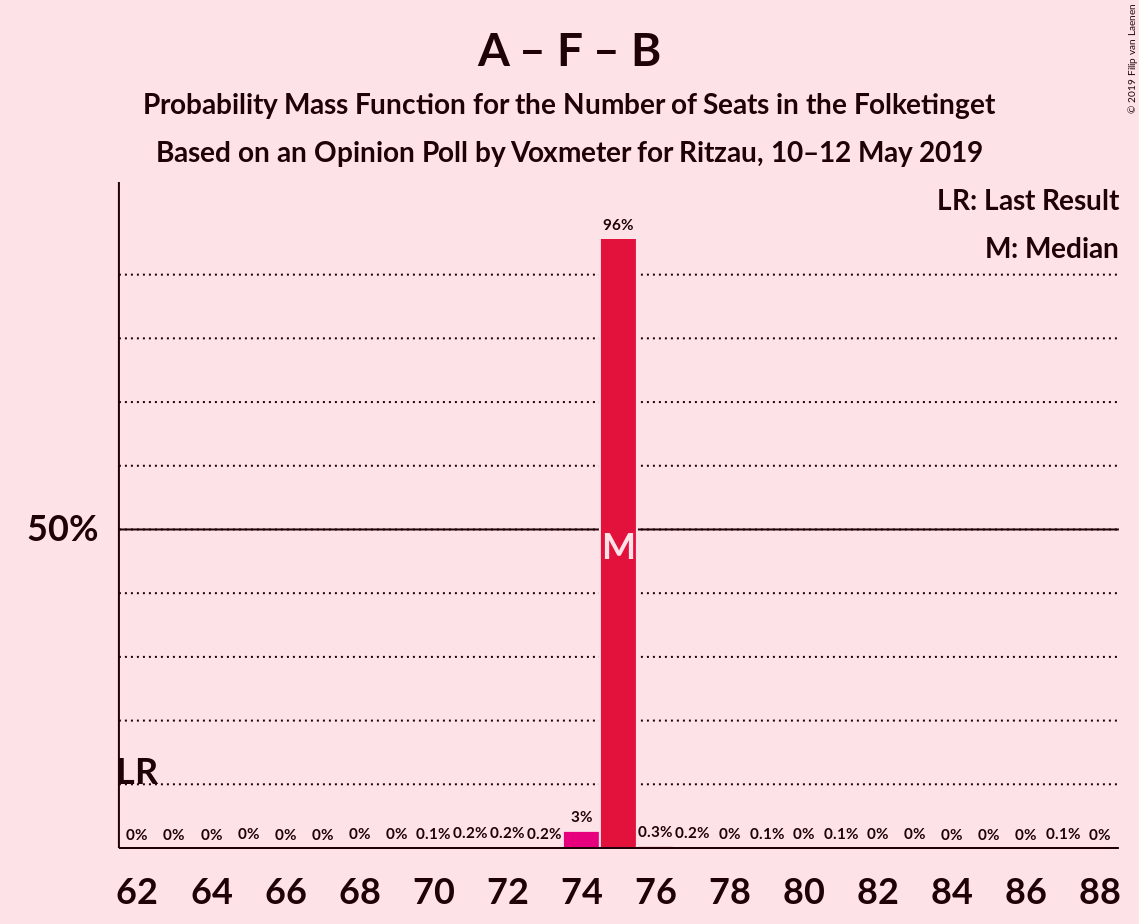 A – F – B
Probability Mass Function for the Number of Seats in the Folketinget
Based on an Opinion Poll by Voxmeter for Ritzau, 10–12 May 2019
© 2019 Filip van Laenen
LR: Last Result
M: Median
96%
50%
M
LR
3%
0% 0% 0% 0% 0% 0% 0% 0% 0.1% 0.2% 0.2% 0.2% 0.3% 0.2% 0% 0.1% 0% 0.1% 0% 0% 0% 0% 0% 0.1% 0%
62 64 66 68 70 72 74 76 78 80 82 84 86 88